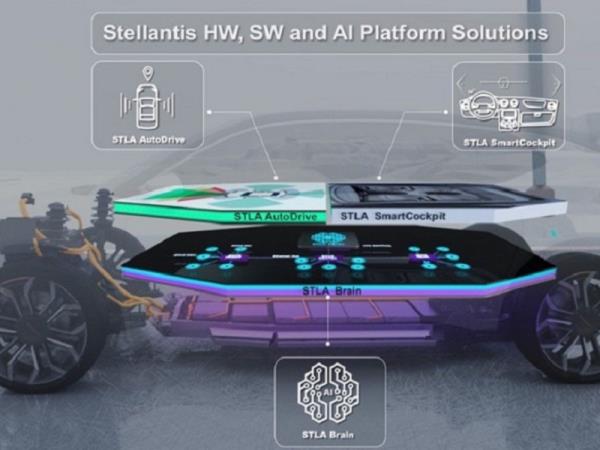 Stellantis HW, SW and AI Platform Solutions
STLA AutoDrive
STLA SmartCockpit
STLA AutoDrive
STLA SmartCockpit
STLA Brain
AI
STLA Brain